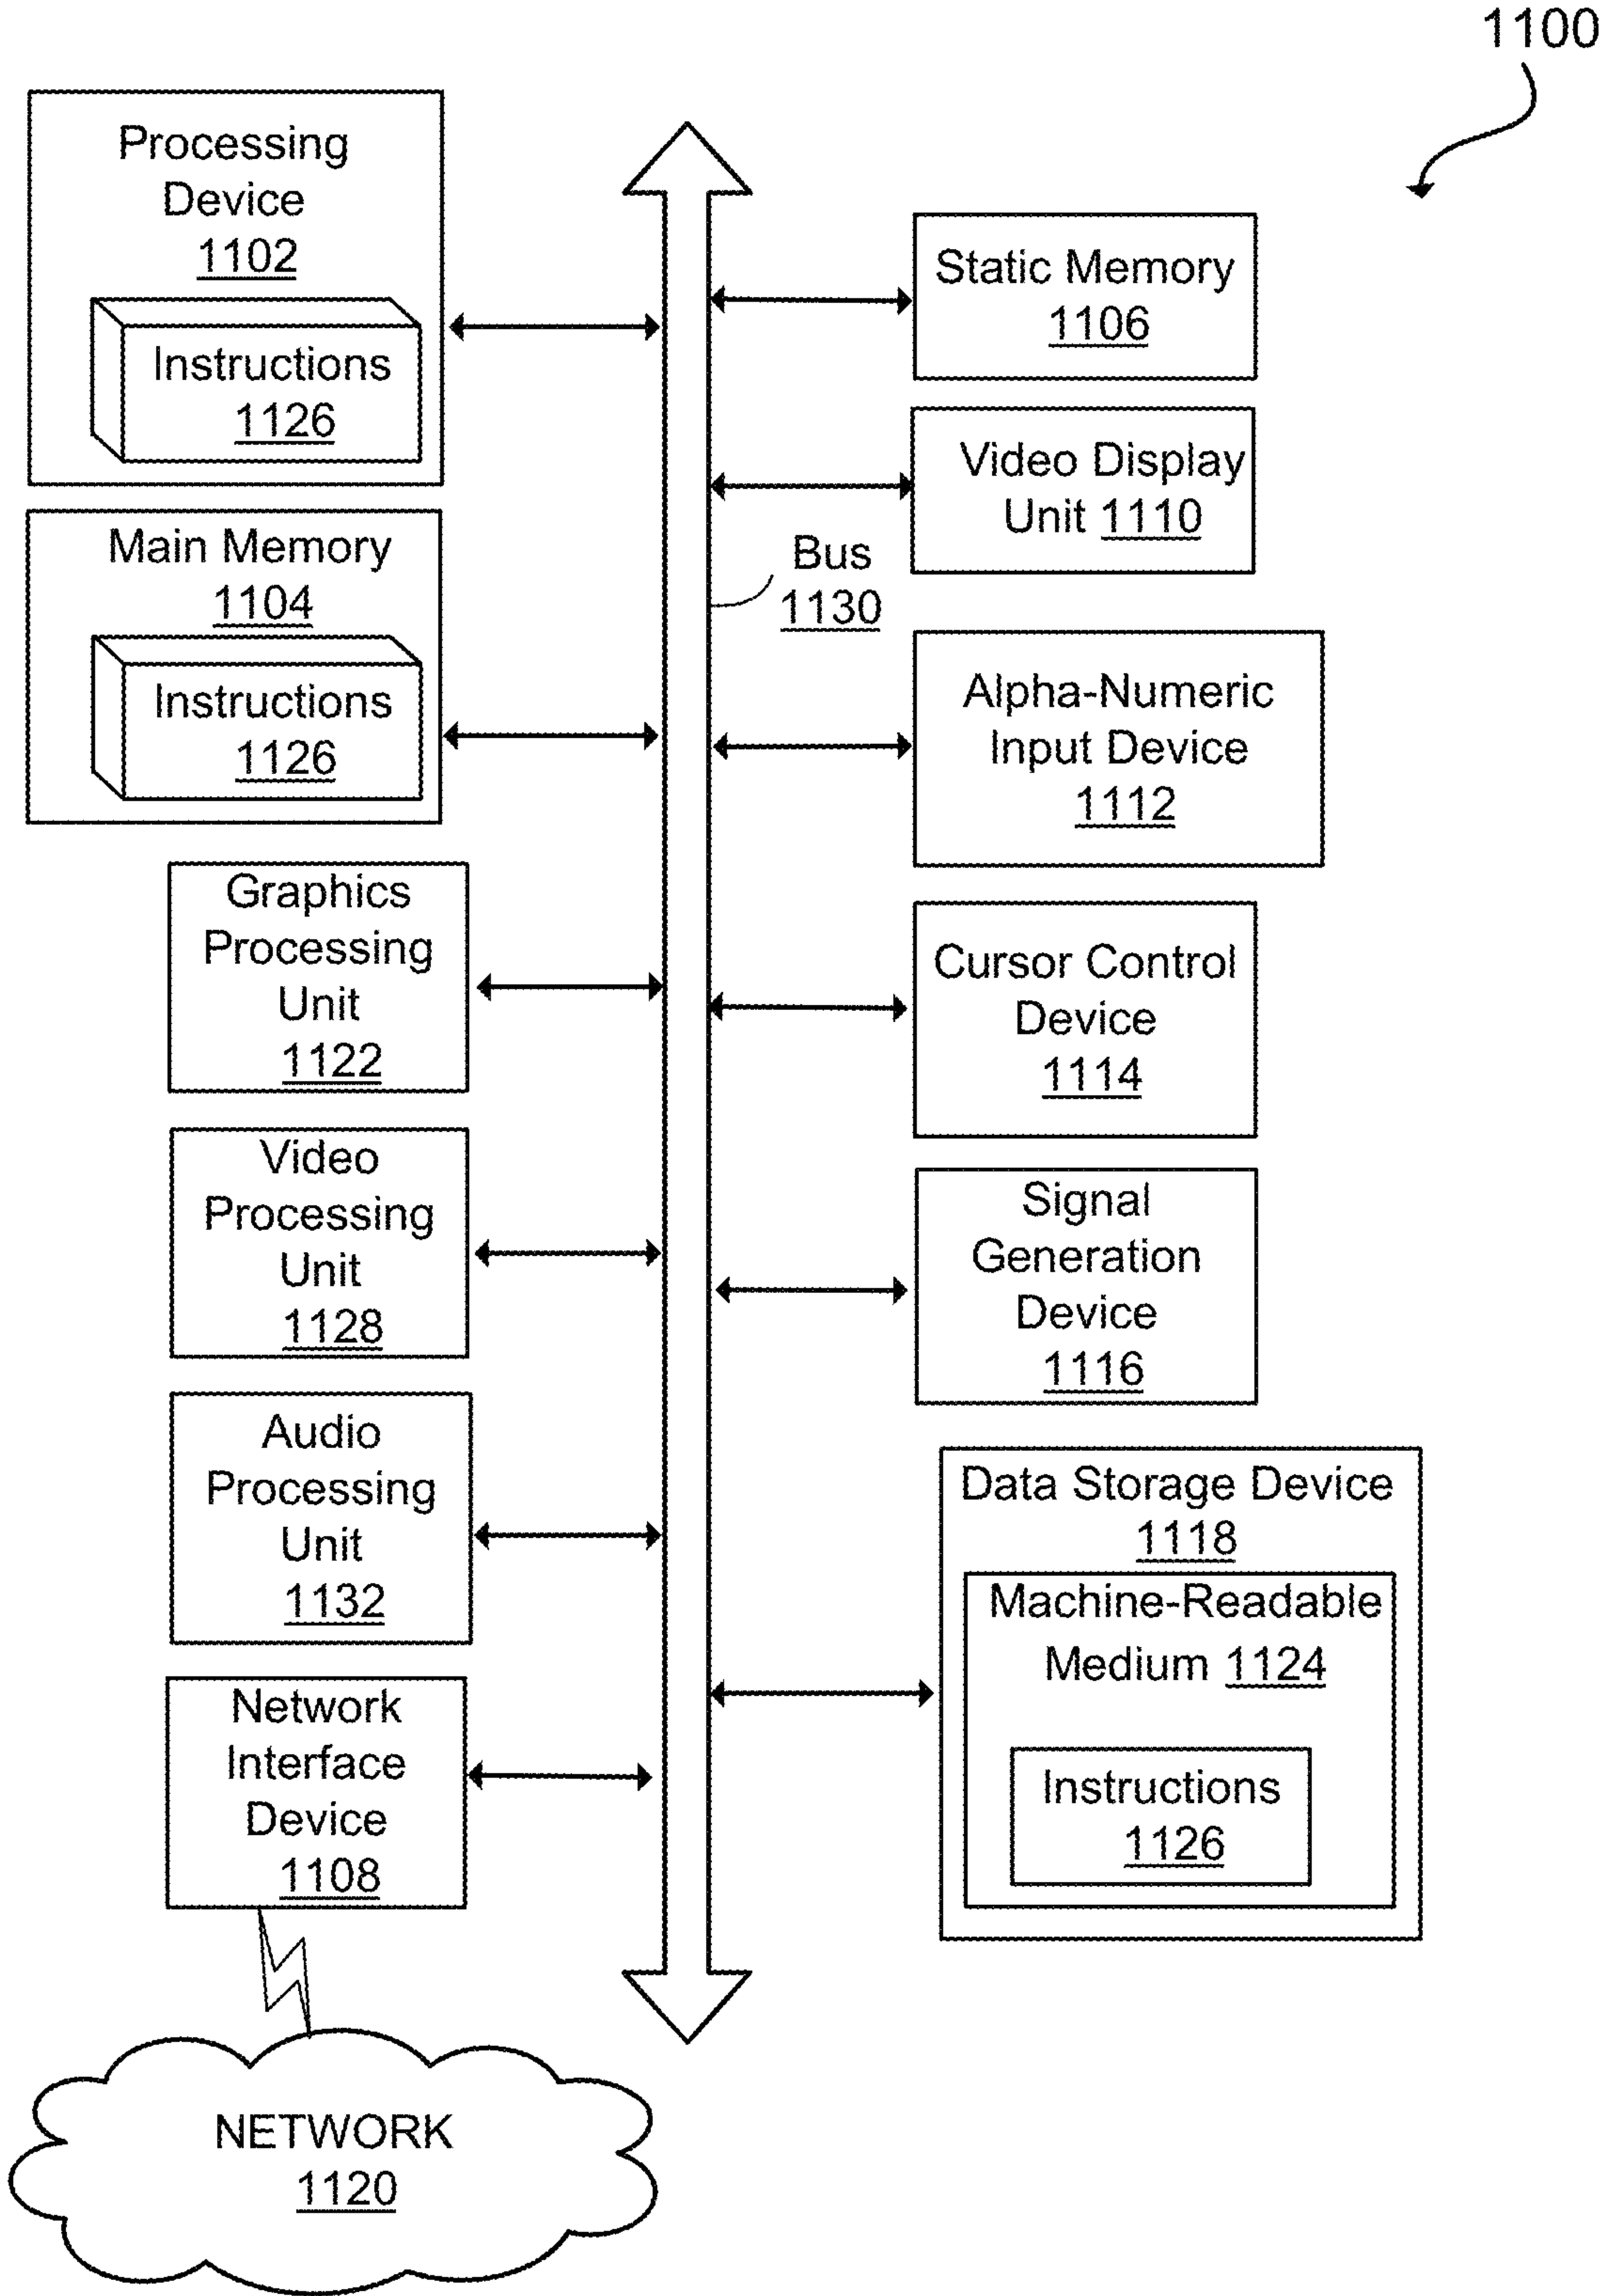 1100
Processing
Device
1102
Instructions
1126
Main Memory
1104
Instructions
1126
Graphics
Processing
Unit
1122
Video
Processing
Unit
1128
Audio
Processing
Unit
1132
Network
Interface
Device
1108
NETWORK
1120
Bus
1130
Static Memory
1106
Video Display
Unit 1110
Alpha-Numeric
Input Device
1112
Cursor Control
Device
1114
Signal
Generation
Device
1116
Data Storage Device
1118
Machine-Readable
Medium 1124
Instructions
1126